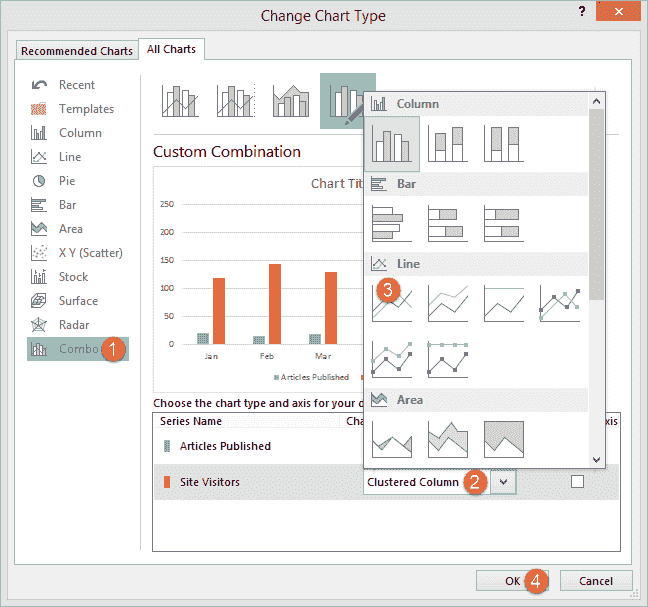 Change Chart Type
?
Recommended Charts
All Charts
Recent
Templates
Column
Line
Pie
Bar
Area
X Y (Scatter)
Stock
Surface
Radar
Combo 1
Custom Combination
Chart Tit
250
200
150
100
50
0
Jan
Feb
Mar
Articles Published
Column
Bar
Line
3
Area
Choose the chart type and axis for your d
Series Name
Cha
xis
Articles Published
Site Visitors
Clustered Column 2
OK 4
Cancel